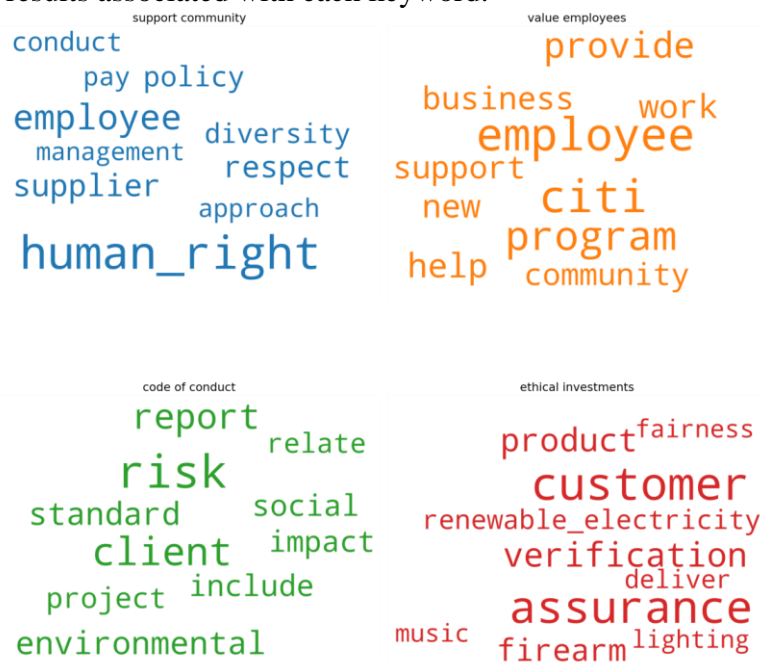 results associated with each keyword.
support community
conduct
pay policy
employee
diversity
management
respect
supplier
approach
human_right
value employees
provide
business
work
employee
support
citi
new
program
help
community
code of conduct
report
relate
risk
standard
social
client
impact
project
include
environmental
ethical investments
product
fairness
customer
renewable_electricity
verification
deliver
assurance
music
firearm
lighting